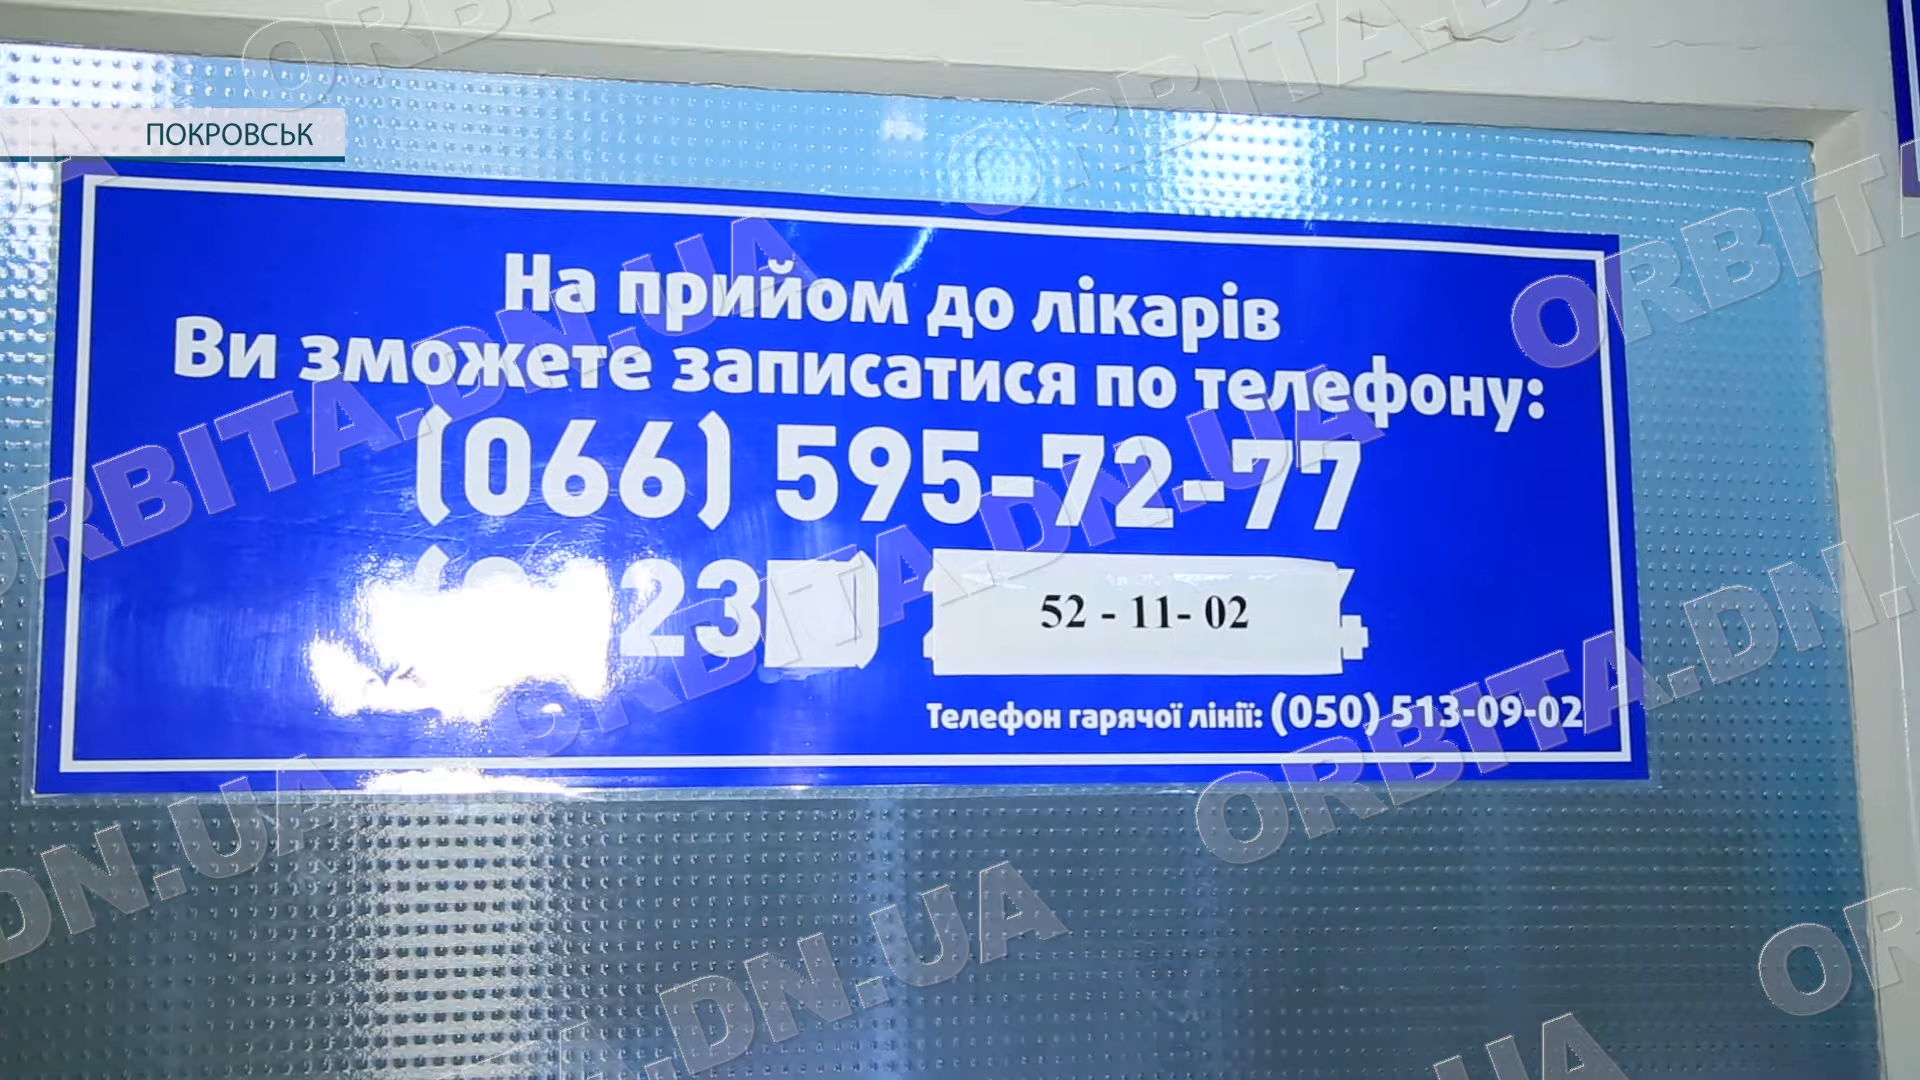 ПОКРОВСЬК
На прийом до лікарів
Ви зможете записатися по телефону:
(066) 595-72-77
52 - 11- 02
Телефон гарячої лінії: (050) 513-09-02
ORBITA.DN.UA